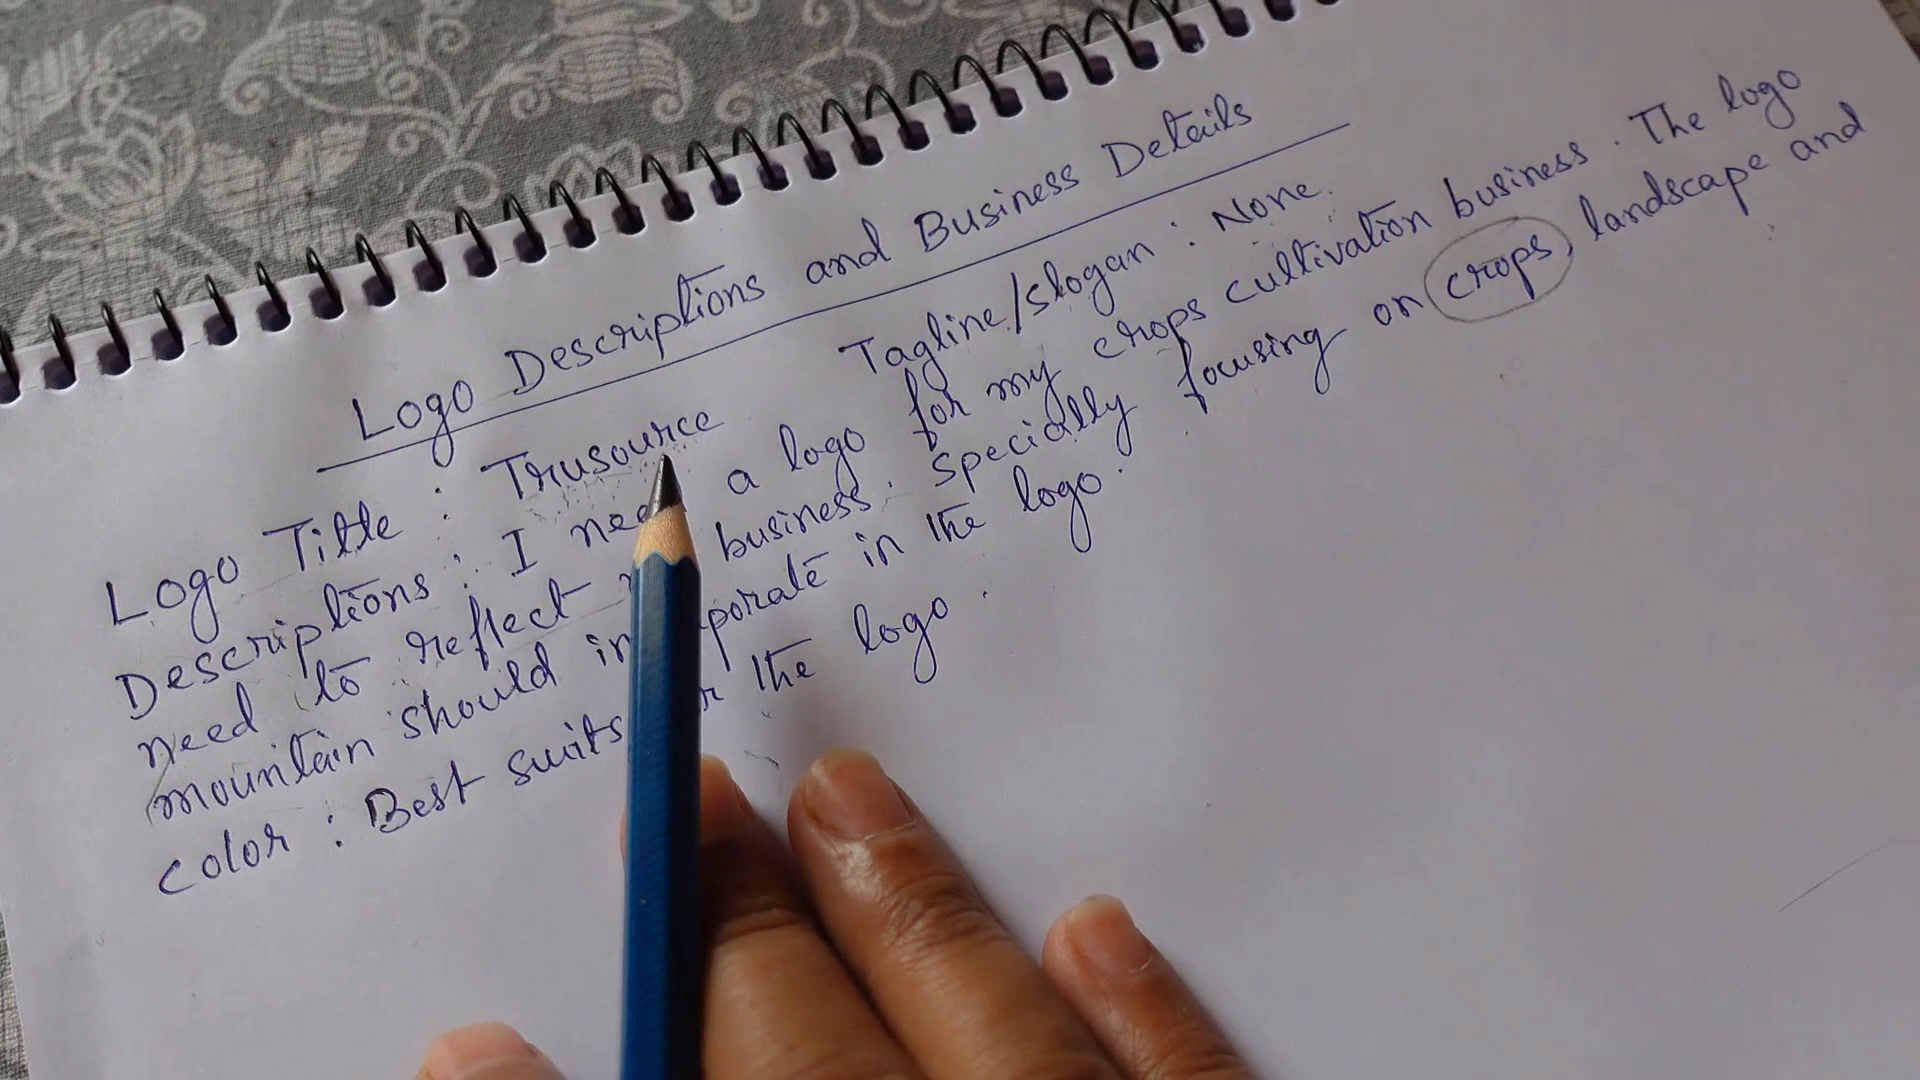 Logo Descriptions and Business Details
Logo Title : Trusource Tagline/slogan : None.
Descriptions : I need a logo for my crops cultivation business. The logo
need to reflect business. Specially focusing on crops, landscape and
mountain should incorporate in the logo.
Color : Best suits the logo.